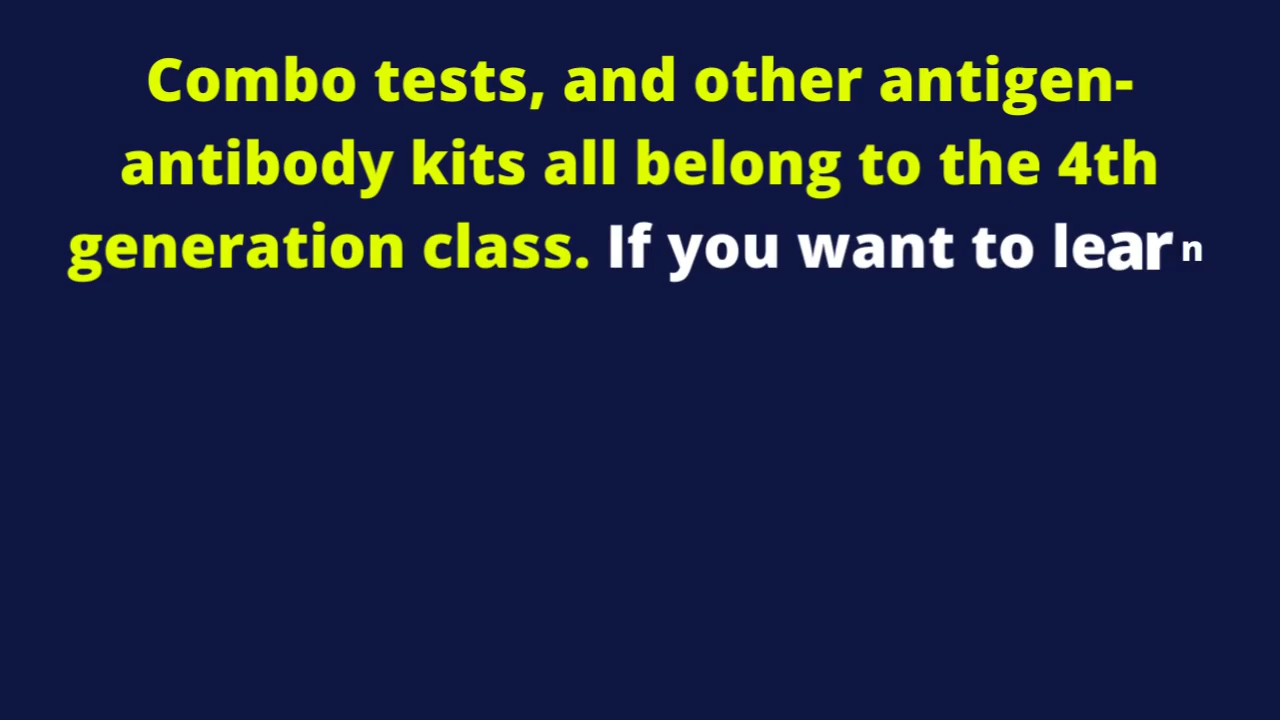 Combo tests, and other antigen-
antibody kits all belong to the 4th
generation class. If you want to learn